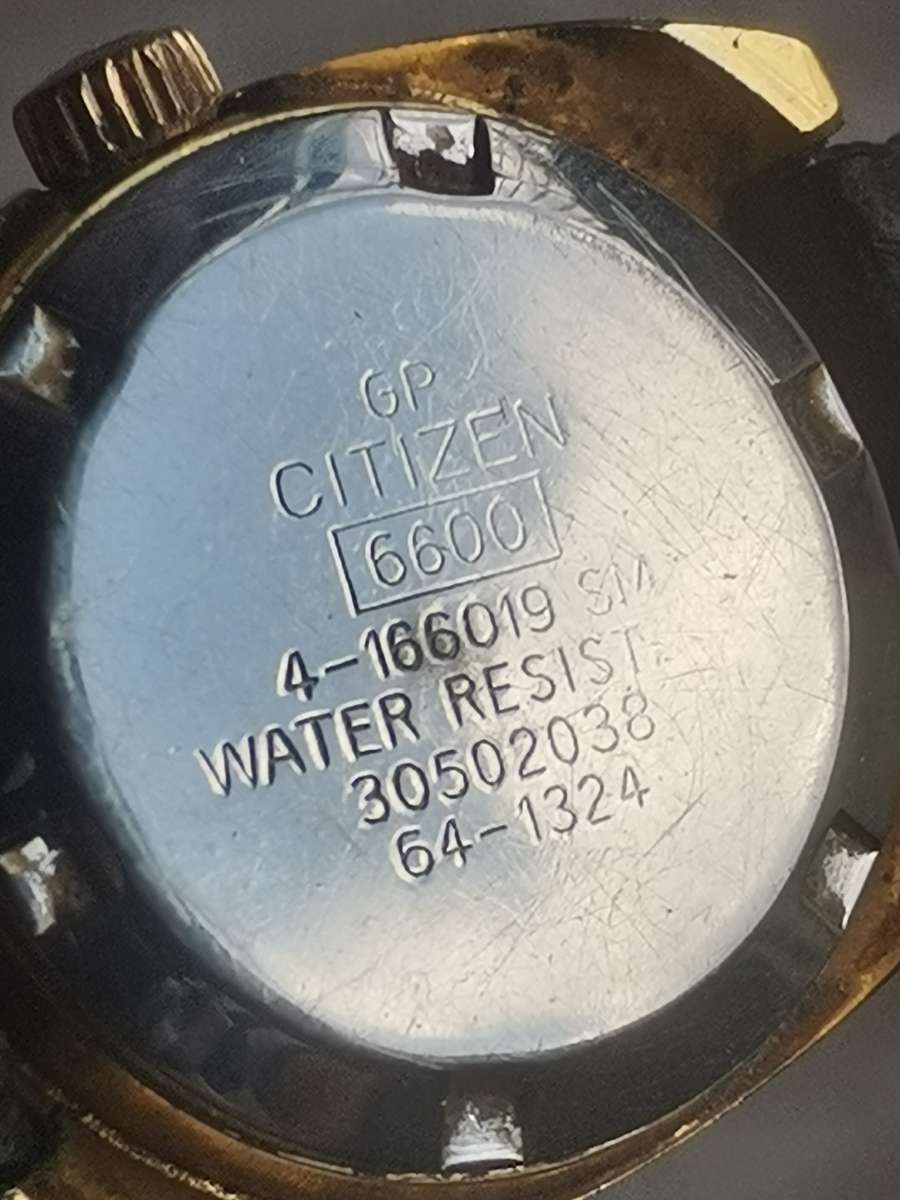 GP
CITIZEN
6600
4-166019 SM
WATER RESIST
30502038
64-1324